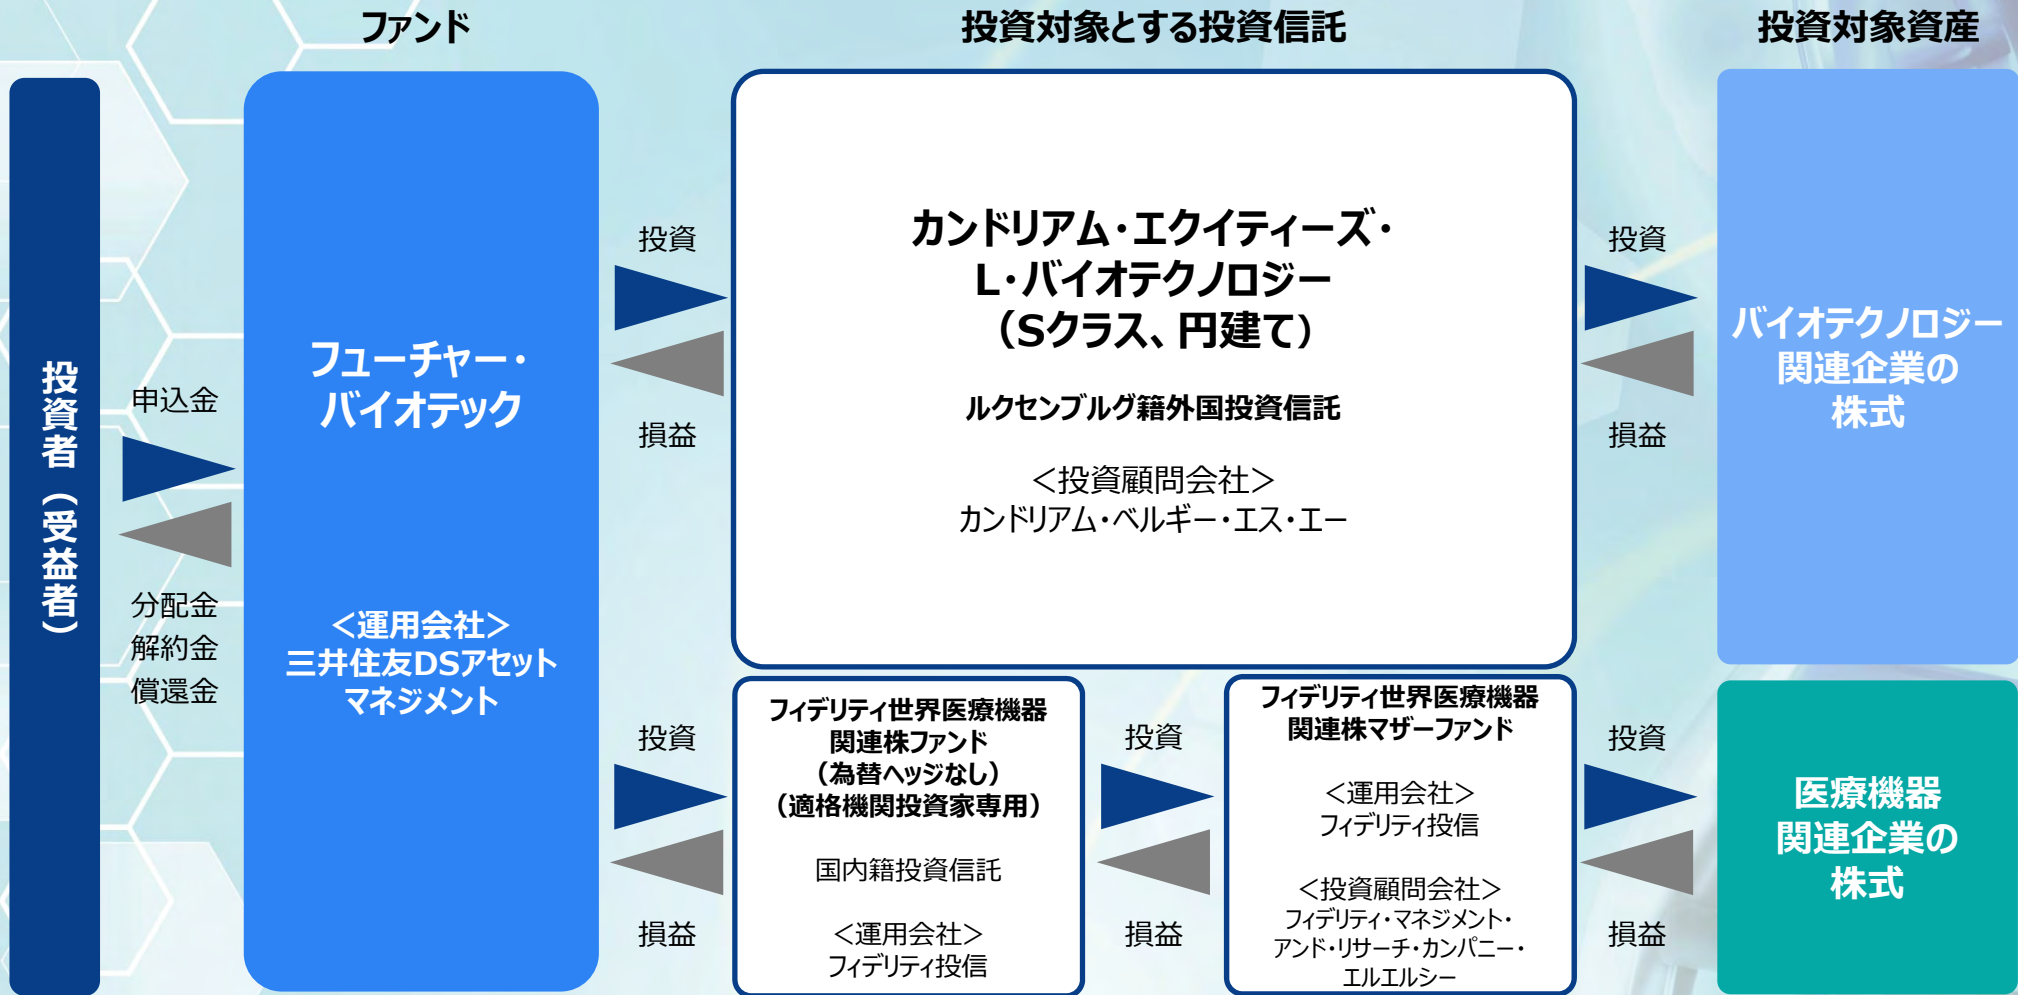 ファンド
投資対象とする投資信託
投資対象資産
投資者（受益者）
申込金
分配金
解約金
償還金
フューチャー・
バイオテック
＜運用会社＞
三井住友DSアセット
マネジメント
投資
損益
カンドリアム・エクイティーズ・
L・バイオテクノロジー
（Sクラス、円建て）
ルクセンブルグ籍外国投資信託
＜投資顧問会社＞
カンドリアム・ベルギー・エス・エー
投資
損益
バイオテクノロジー
関連企業の
株式
投資
損益
フィデリティ世界医療機器
関連株ファンド
（為替ヘッジなし）
（適格機関投資家専用）
国内籍投資信託
＜運用会社＞
フィデリティ投信
投資
損益
フィデリティ世界医療機器
関連株マザーファンド
＜運用会社＞
フィデリティ投信
＜投資顧問会社＞
フィデリティ・マネジメント・
アンド・リサーチ・カンパニー・
エルエルシー
投資
損益
医療機器
関連企業の
株式